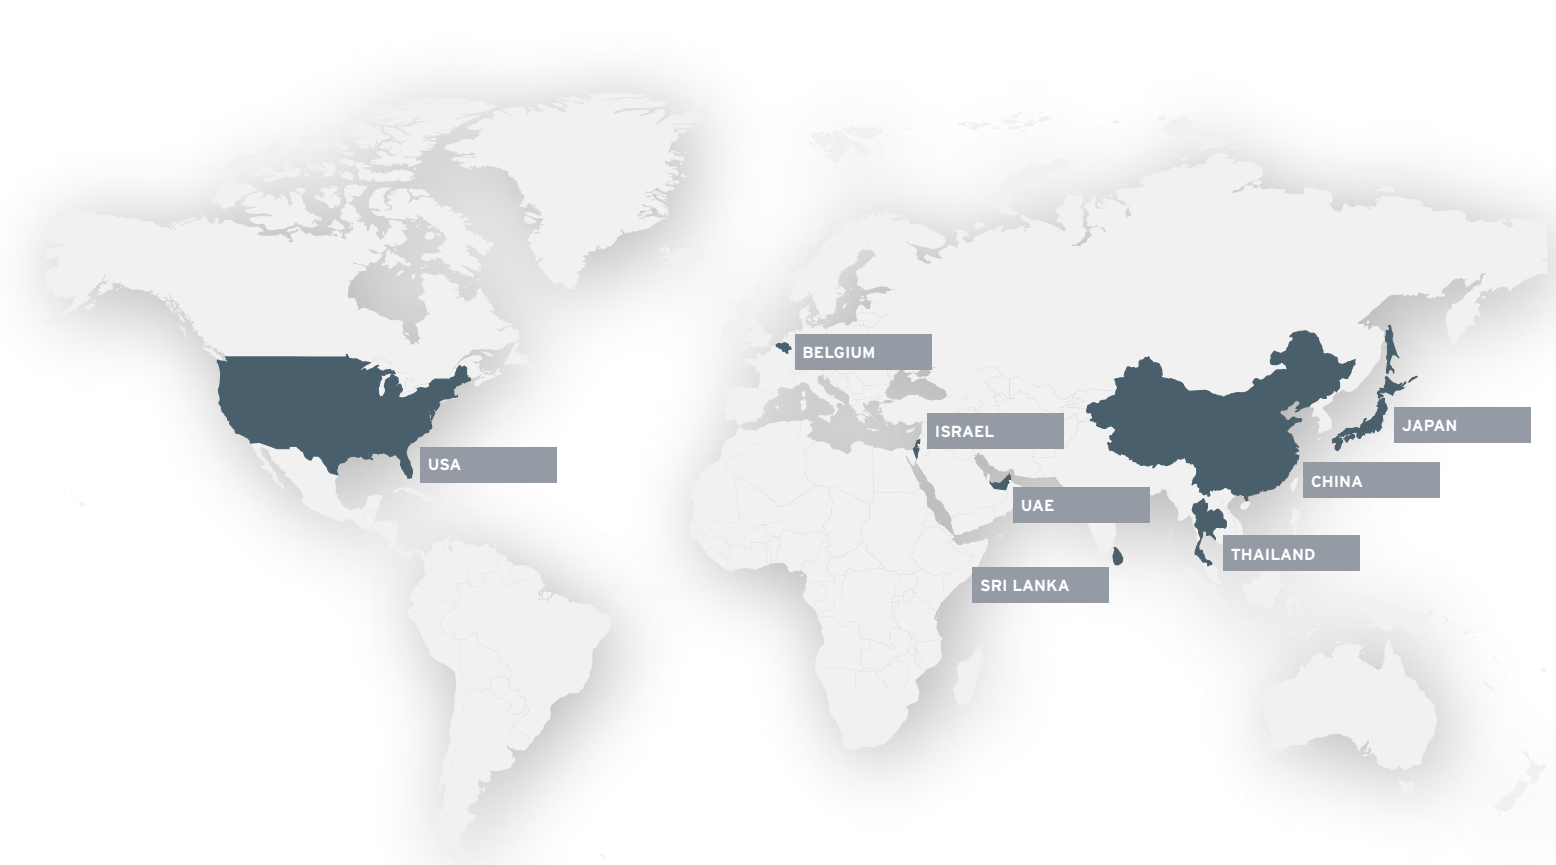 BELGIUM
ISRAEL
JAPAN
USA
CHINA
UAE
THAILAND
SRI LANKA